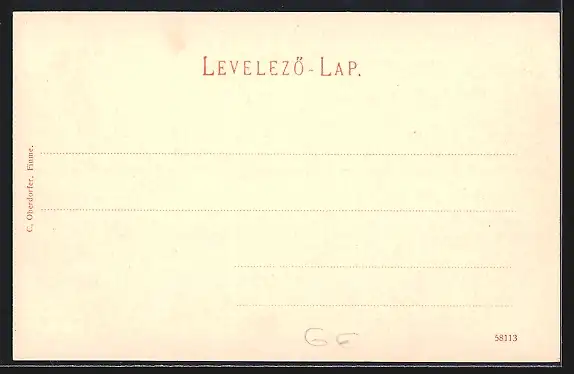 LEVELEZŐ-LAP.
C. Oberdorfer, Fiume.
58113